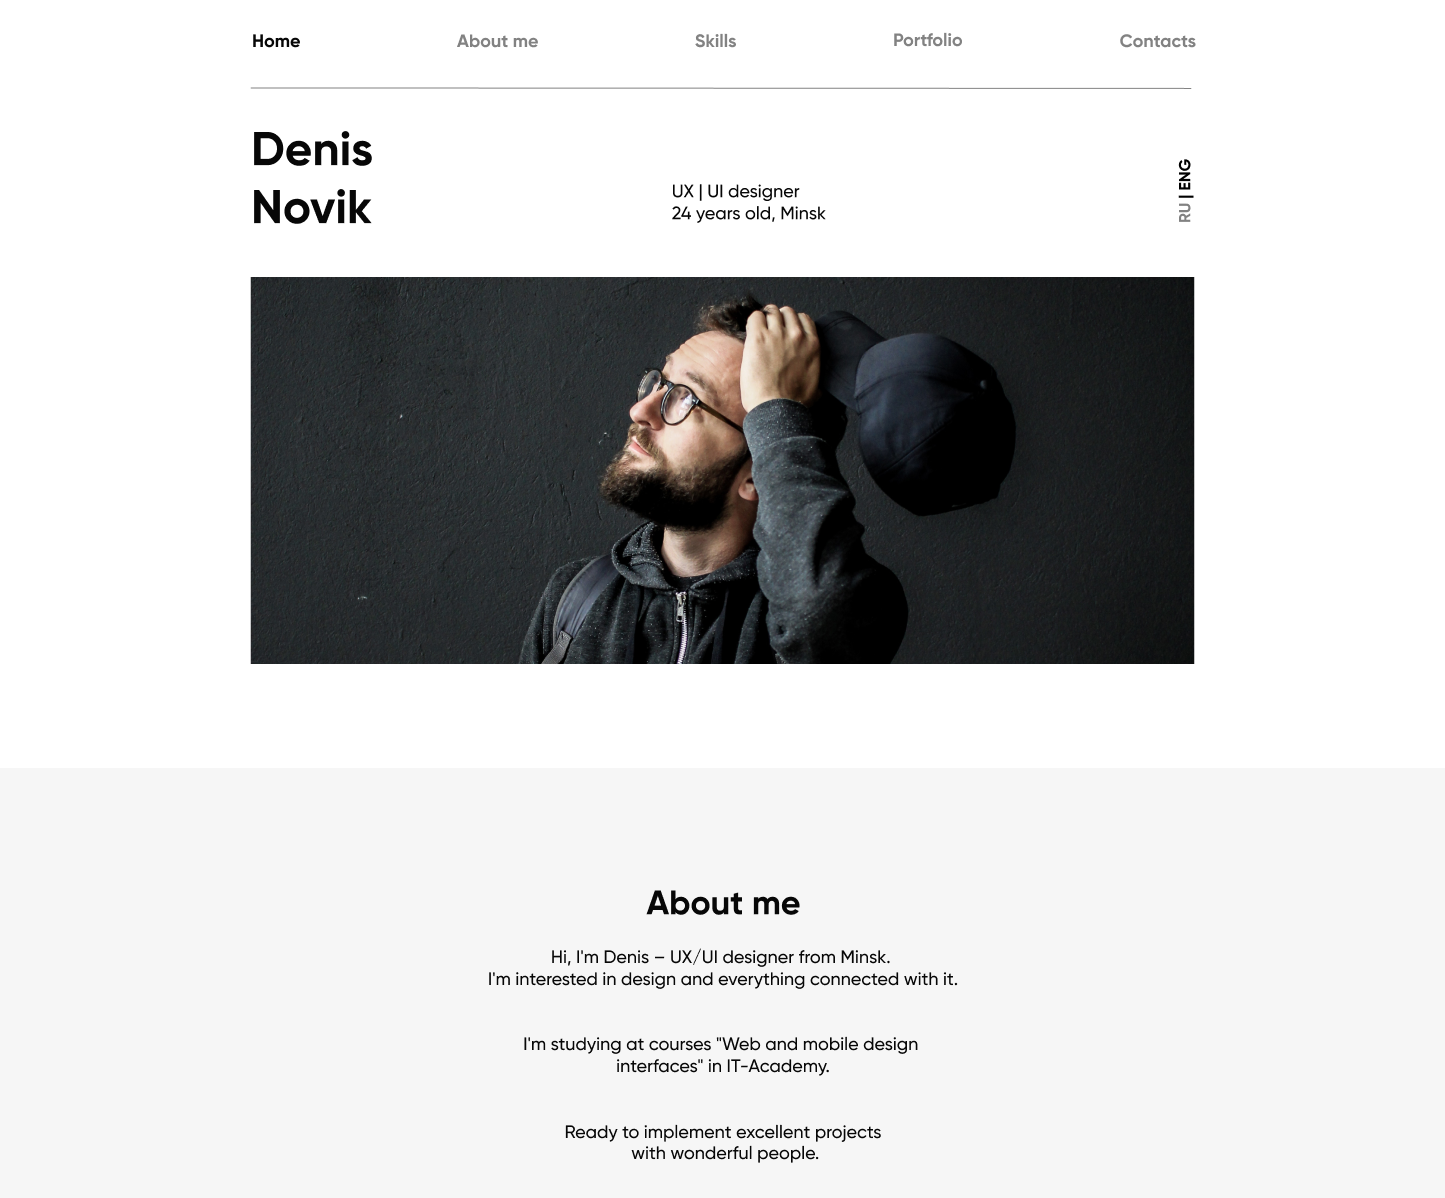 Home
About me
Skills
Portfolio
Contacts
Denis
Novik
UX | UI designer
24 years old, Minsk
RU | ENG
About me
Hi, I'm Denis – UX/UI designer from Minsk.
I'm interested in design and everything connected with it.
I'm studying at courses "Web and mobile design
interfaces" in IT-Academy.
Ready to implement excellent projects
with wonderful people.